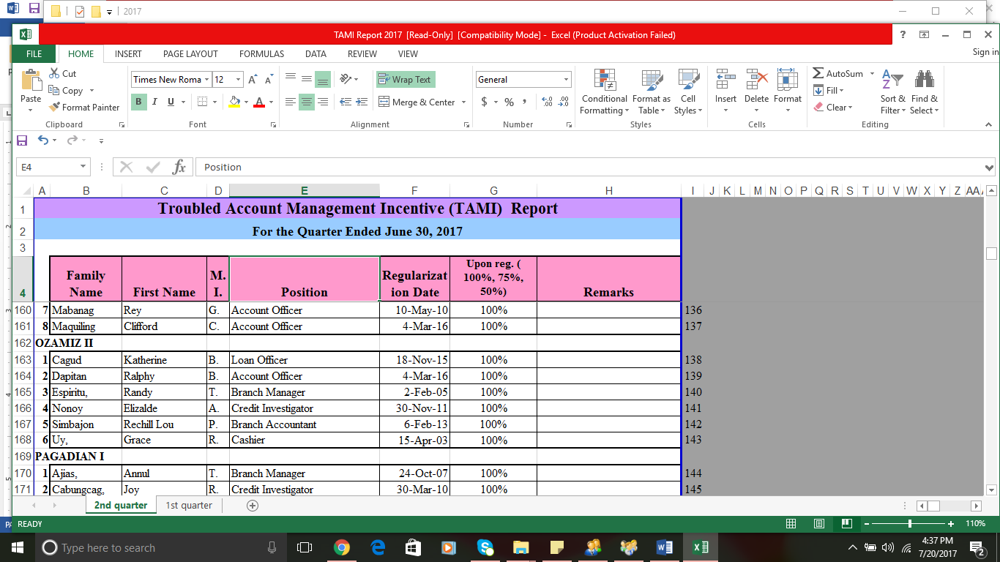 2017
TAMI Report 2017 [Read-Only] [Compatibility Mode] - Excel (Product Activation Failed)
FILE HOME INSERT PAGE LAYOUT FORMULAS DATA REVIEW VIEW Sign in
Paste Cut Copy Format Painter Clipboard
Times New Roma 12 A A B I U A Font
Wrap Text Merge & Center Alignment
General $ % , .00 .0 Number
Conditional Formatting Format as Table Cell Styles Styles
Insert Delete Format Cells
AutoSum Fill Clear Sort & Filter Find & Select Editing
E4 fx Position
A B C D E F G H I J K L M N O P Q R S T U V W X Y Z AA
1 Troubled Account Management Incentive (TAMI) Report
2 For the Quarter Ended June 30, 2017
3
4 Family Name First Name M. I. Position Regularizat ion Date Upon reg. ( 100%, 75%, 50%) Remarks
160 7 Mabanag Rey G. Account Officer 10-May-10 100% 136
161 8 Maquiling Clifford C. Account Officer 4-Mar-16 100% 137
162 OZAMIZ II
163 1 Cagud Katherine B. Loan Officer 18-Nov-15 100% 138
164 2 Dapitan Ralphy B. Account Officer 4-Mar-16 100% 139
165 3 Espiritu, Randy T. Branch Manager 2-Feb-05 100% 140
166 4 Nonoy Elizalde A. Credit Investigator 30-Nov-11 100% 141
167 5 Simbajon Rechill Lou P. Branch Accountant 6-Feb-13 100% 142
168 6 Uy, Grace R. Cashier 15-Apr-03 100% 143
169 PAGADIAN I
170 1 Ajias, Annul T. Branch Manager 24-Oct-07 100% 144
171 2 Cabungcag, Joy R. Credit Investigator 30-Mar-10 100% 145
2nd quarter 1st quarter
READY 110%
Type here to search
4:37 PM
7/20/2017
2